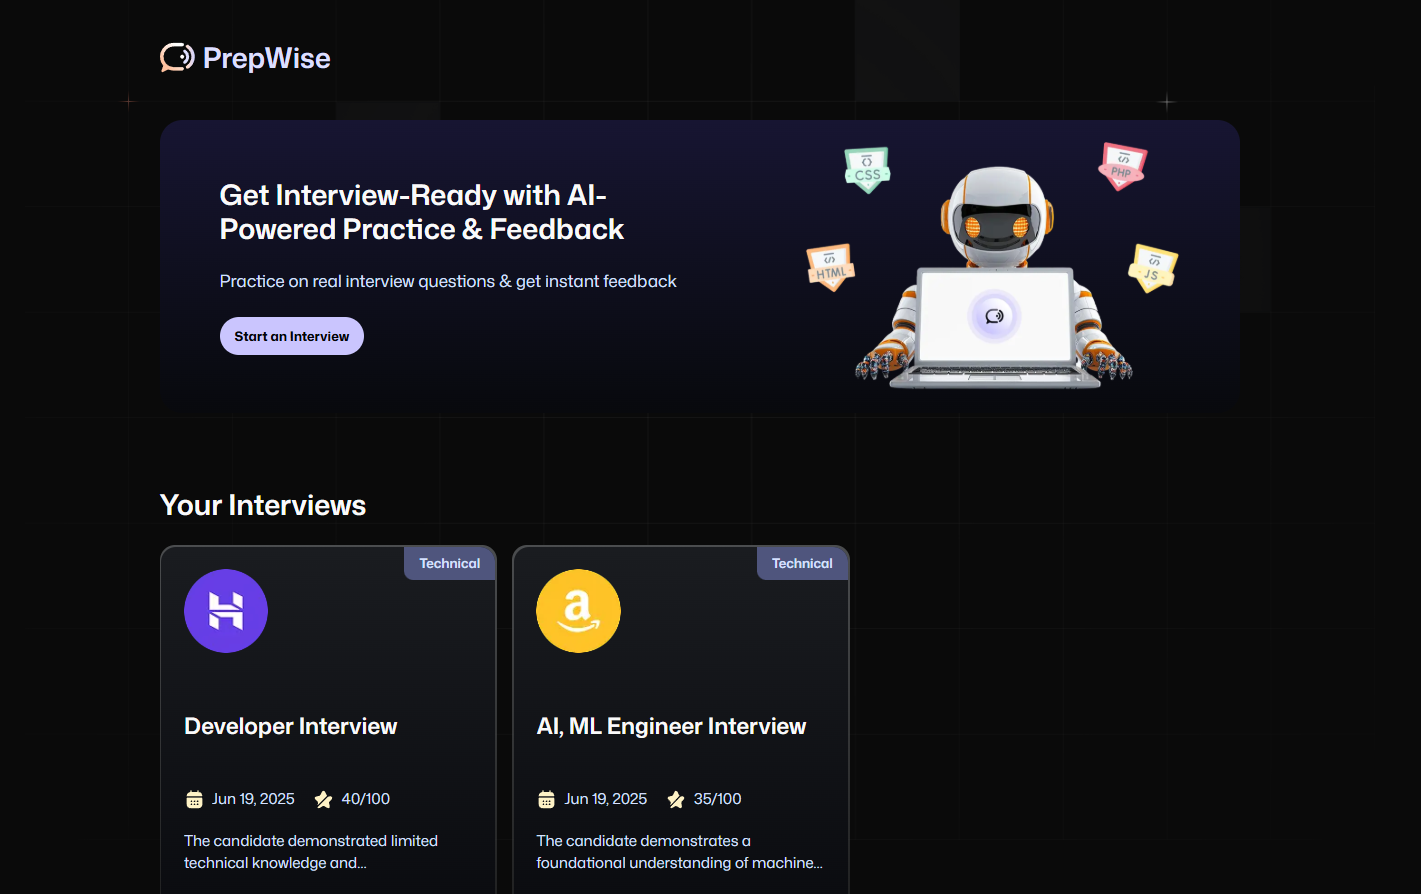 PrepWise
Get Interview-Ready with AI-
Powered Practice & Feedback
Practice on real interview questions & get instant feedback
Start an Interview
CSS
PHP
HTML
JS
Your Interviews
Technical
Developer Interview
Jun 19, 2025 40/100
The candidate demonstrated limited
technical knowledge and...
Technical
a
AI, ML Engineer Interview
Jun 19, 2025 35/100
The candidate demonstrates a
foundational understanding of machine...